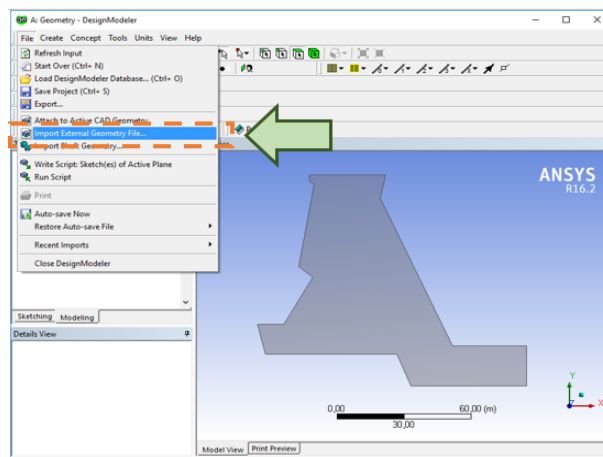 A: Geometry - DesignModeler
File Create Concept Tools Units View Help
Refresh Input
Start Over (Ctrl+ N)
Load DesignModeler Database... (Ctrl+ O)
Save Project (Ctrl+ S)
Export...
Attach to Active CAD Geometry
Import External Geometry File...
Import Shaft Geometry...
Write Script: Sketch(es) of Active Plane
Run Script
Print
Auto-save Now
Restore Auto-save File
Recent Imports
Close DesignModeler
ANSYS
R16.2
Sketching Modeling
Details View
Y
0,00 60,00 (m)
Z X
30,00
Model View Print Preview